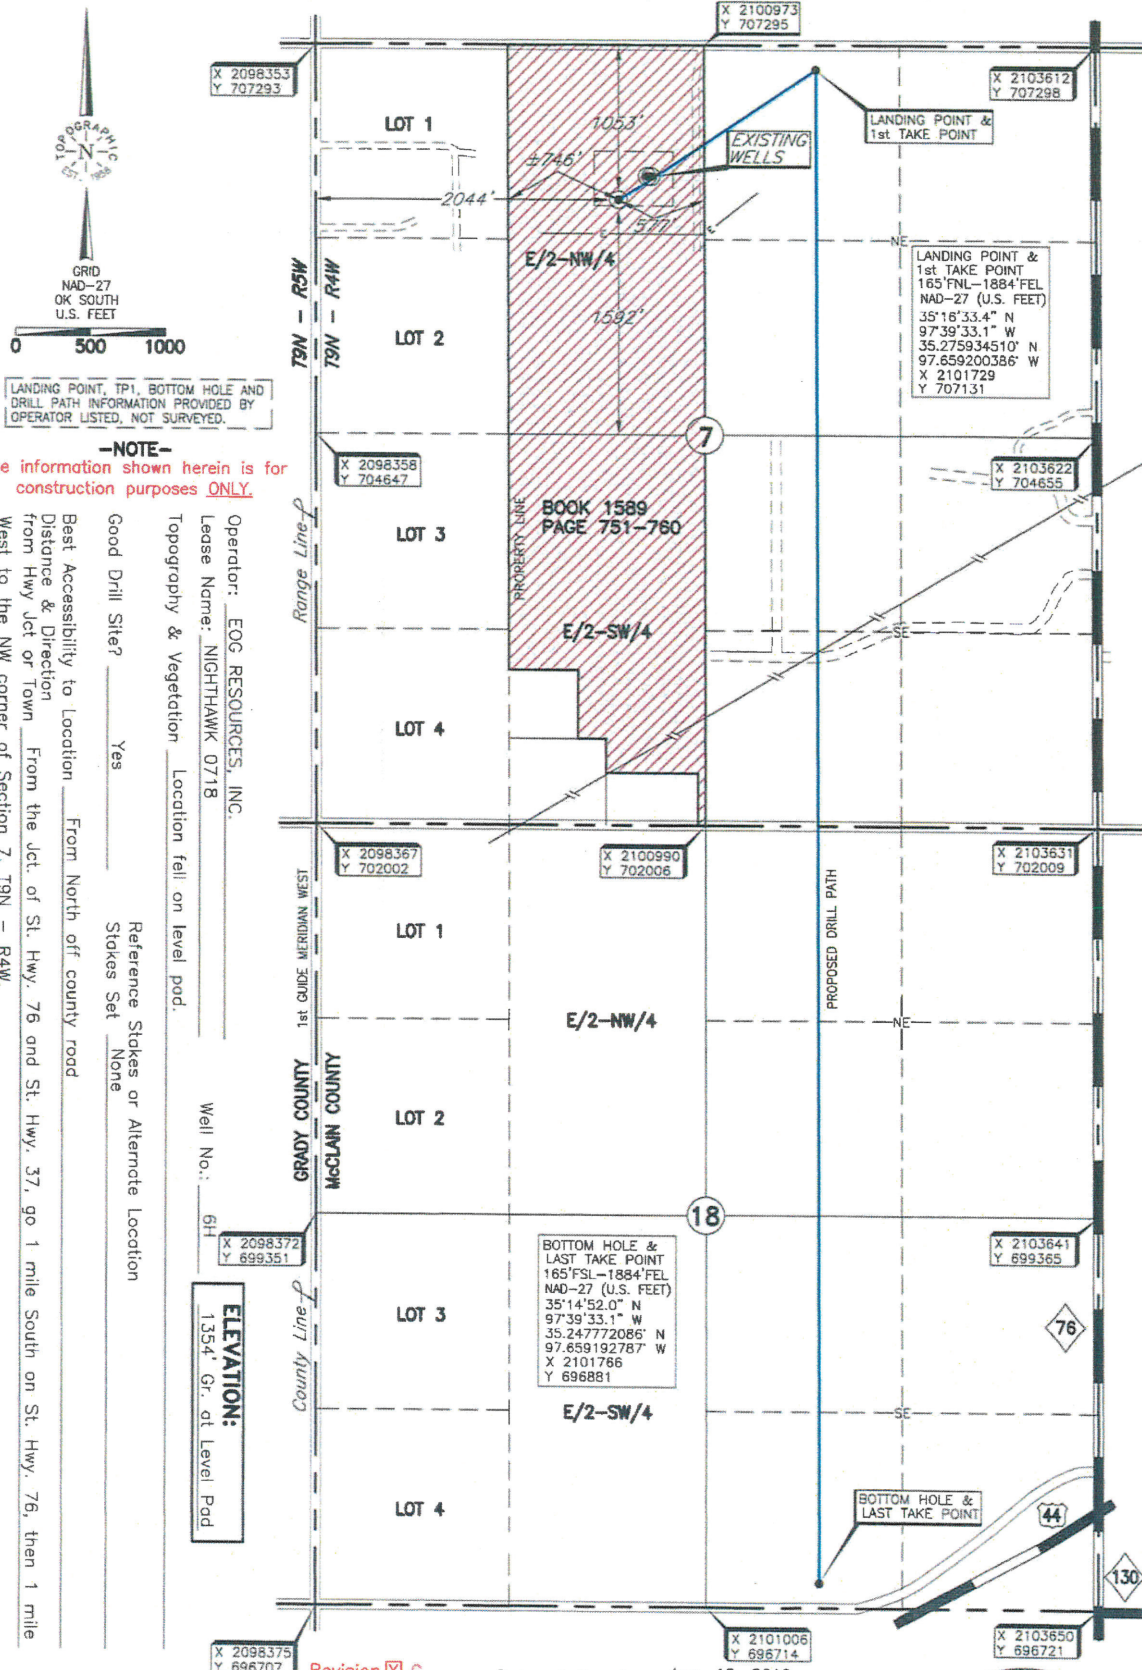 X 2100973
Y 707295
X 2098353
Y 707293
X 2103612
Y 707298
TOPOGRAPHIC
N
EST. 1958
GRID
NAD-27
OK SOUTH
U.S. FEET
0 500 1000
LANDING POINT, TP1, BOTTOM HOLE AND
DRILL PATH INFORMATION PROVIDED BY
OPERATOR LISTED, NOT SURVEYED.
-NOTE-
e information shown herein is for
construction purposes ONLY.
LOT 1
1053'
±746'
2044'
577'
EXISTING
WELLS
LANDING POINT &
1st TAKE POINT
E/2-NW/4
NE
1592'
T9N - R5W
T9N - R4W
LOT 2
LANDING POINT &
1st TAKE POINT
165'FNL-1884'FEL
NAD-27 (U.S. FEET)
35°16'33.4" N
97°39'33.1" W
35.275934510° N
97.659200386° W
X 2101729
Y 707131
7
X 2098358
Y 704647
X 2103622
Y 704655
PROPERTY LINE
BOOK 1589
PAGE 751-760
LOT 3
Range Line
E/2-SW/4
SE
LOT 4
X 2098367
Y 702002
X 2100990
Y 702006
X 2103631
Y 702009
1st GUIDE MERIDIAN WEST
LOT 1
PROPOSED DRILL PATH
E/2-NW/4
NE
GRADY COUNTY
McCLAIN COUNTY
LOT 2
18
X 2098372
Y 699351
X 2103641
Y 699365
BOTTOM HOLE &
LAST TAKE POINT
165'FSL-1884'FEL
NAD-27 (U.S. FEET)
35°14'52.0" N
97°39'33.1" W
35.247772086° N
97.659192787° W
X 2101766
Y 696881
LOT 3
County Line
76
E/2-SW/4
SE
LOT 4
BOTTOM HOLE &
LAST TAKE POINT
44
130
X 2098375
Y 696707
X 2101006
Y 696714
X 2103650
Y 696721
Operator: EOG RESOURCES, INC.
Lease Name: NIGHTHAWK 0718 Well No.: 6H
Topography & Vegetation Location fell on level pad.
Good Drill Site? Yes Reference Stakes or Alternate Location
Stakes Set None
Best Accessibility to Location From North off county road
Distance & Direction
from Hwy Jct or Town From the Jct. of St. Hwy. 76 and St. Hwy. 37, go 1 mile South on St. Hwy. 76, then 1 mile
West to the NW corner of Section 7, T9N - R4W.
ELEVATION:
1354' Gr. at Level Pad
Revision